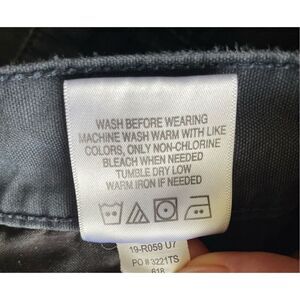 WASH BEFORE WEARING
MACHINE WASH WARM WITH LIKE
COLORS, ONLY NON-CHLORINE
BLEACH WHEN NEEDED
TUMBLE DRY LOW
WARM IRON IF NEEDED
19-R059 U7
PO # 3221TS
618